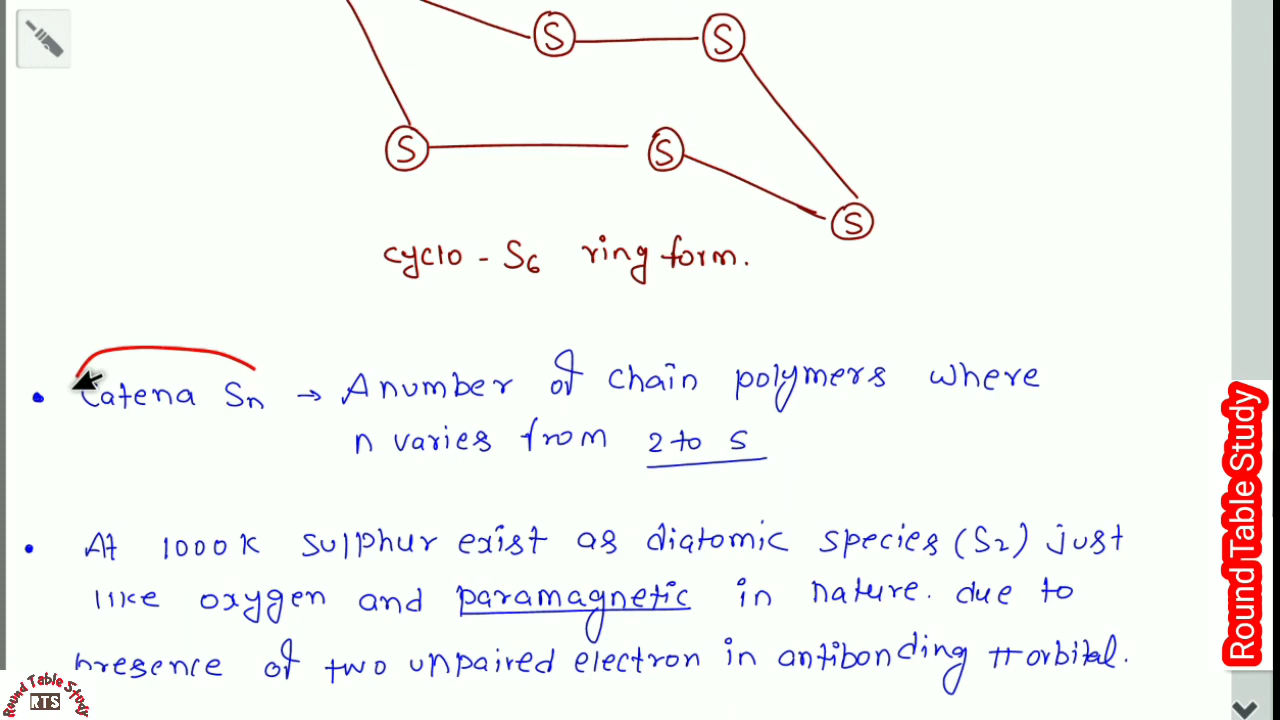 S S
S S
S
cyclo - S6 ring form.
• Catena Sn → A number of chain polymers where
n varies from 2 to 5
• At 1000K sulphur exist as diatomic species (S2) just
like oxygen and paramagnetic in nature. due to
presence of two unpaired electron in antibonding π orbital.
Round Table Study
Round Table Study
RTS